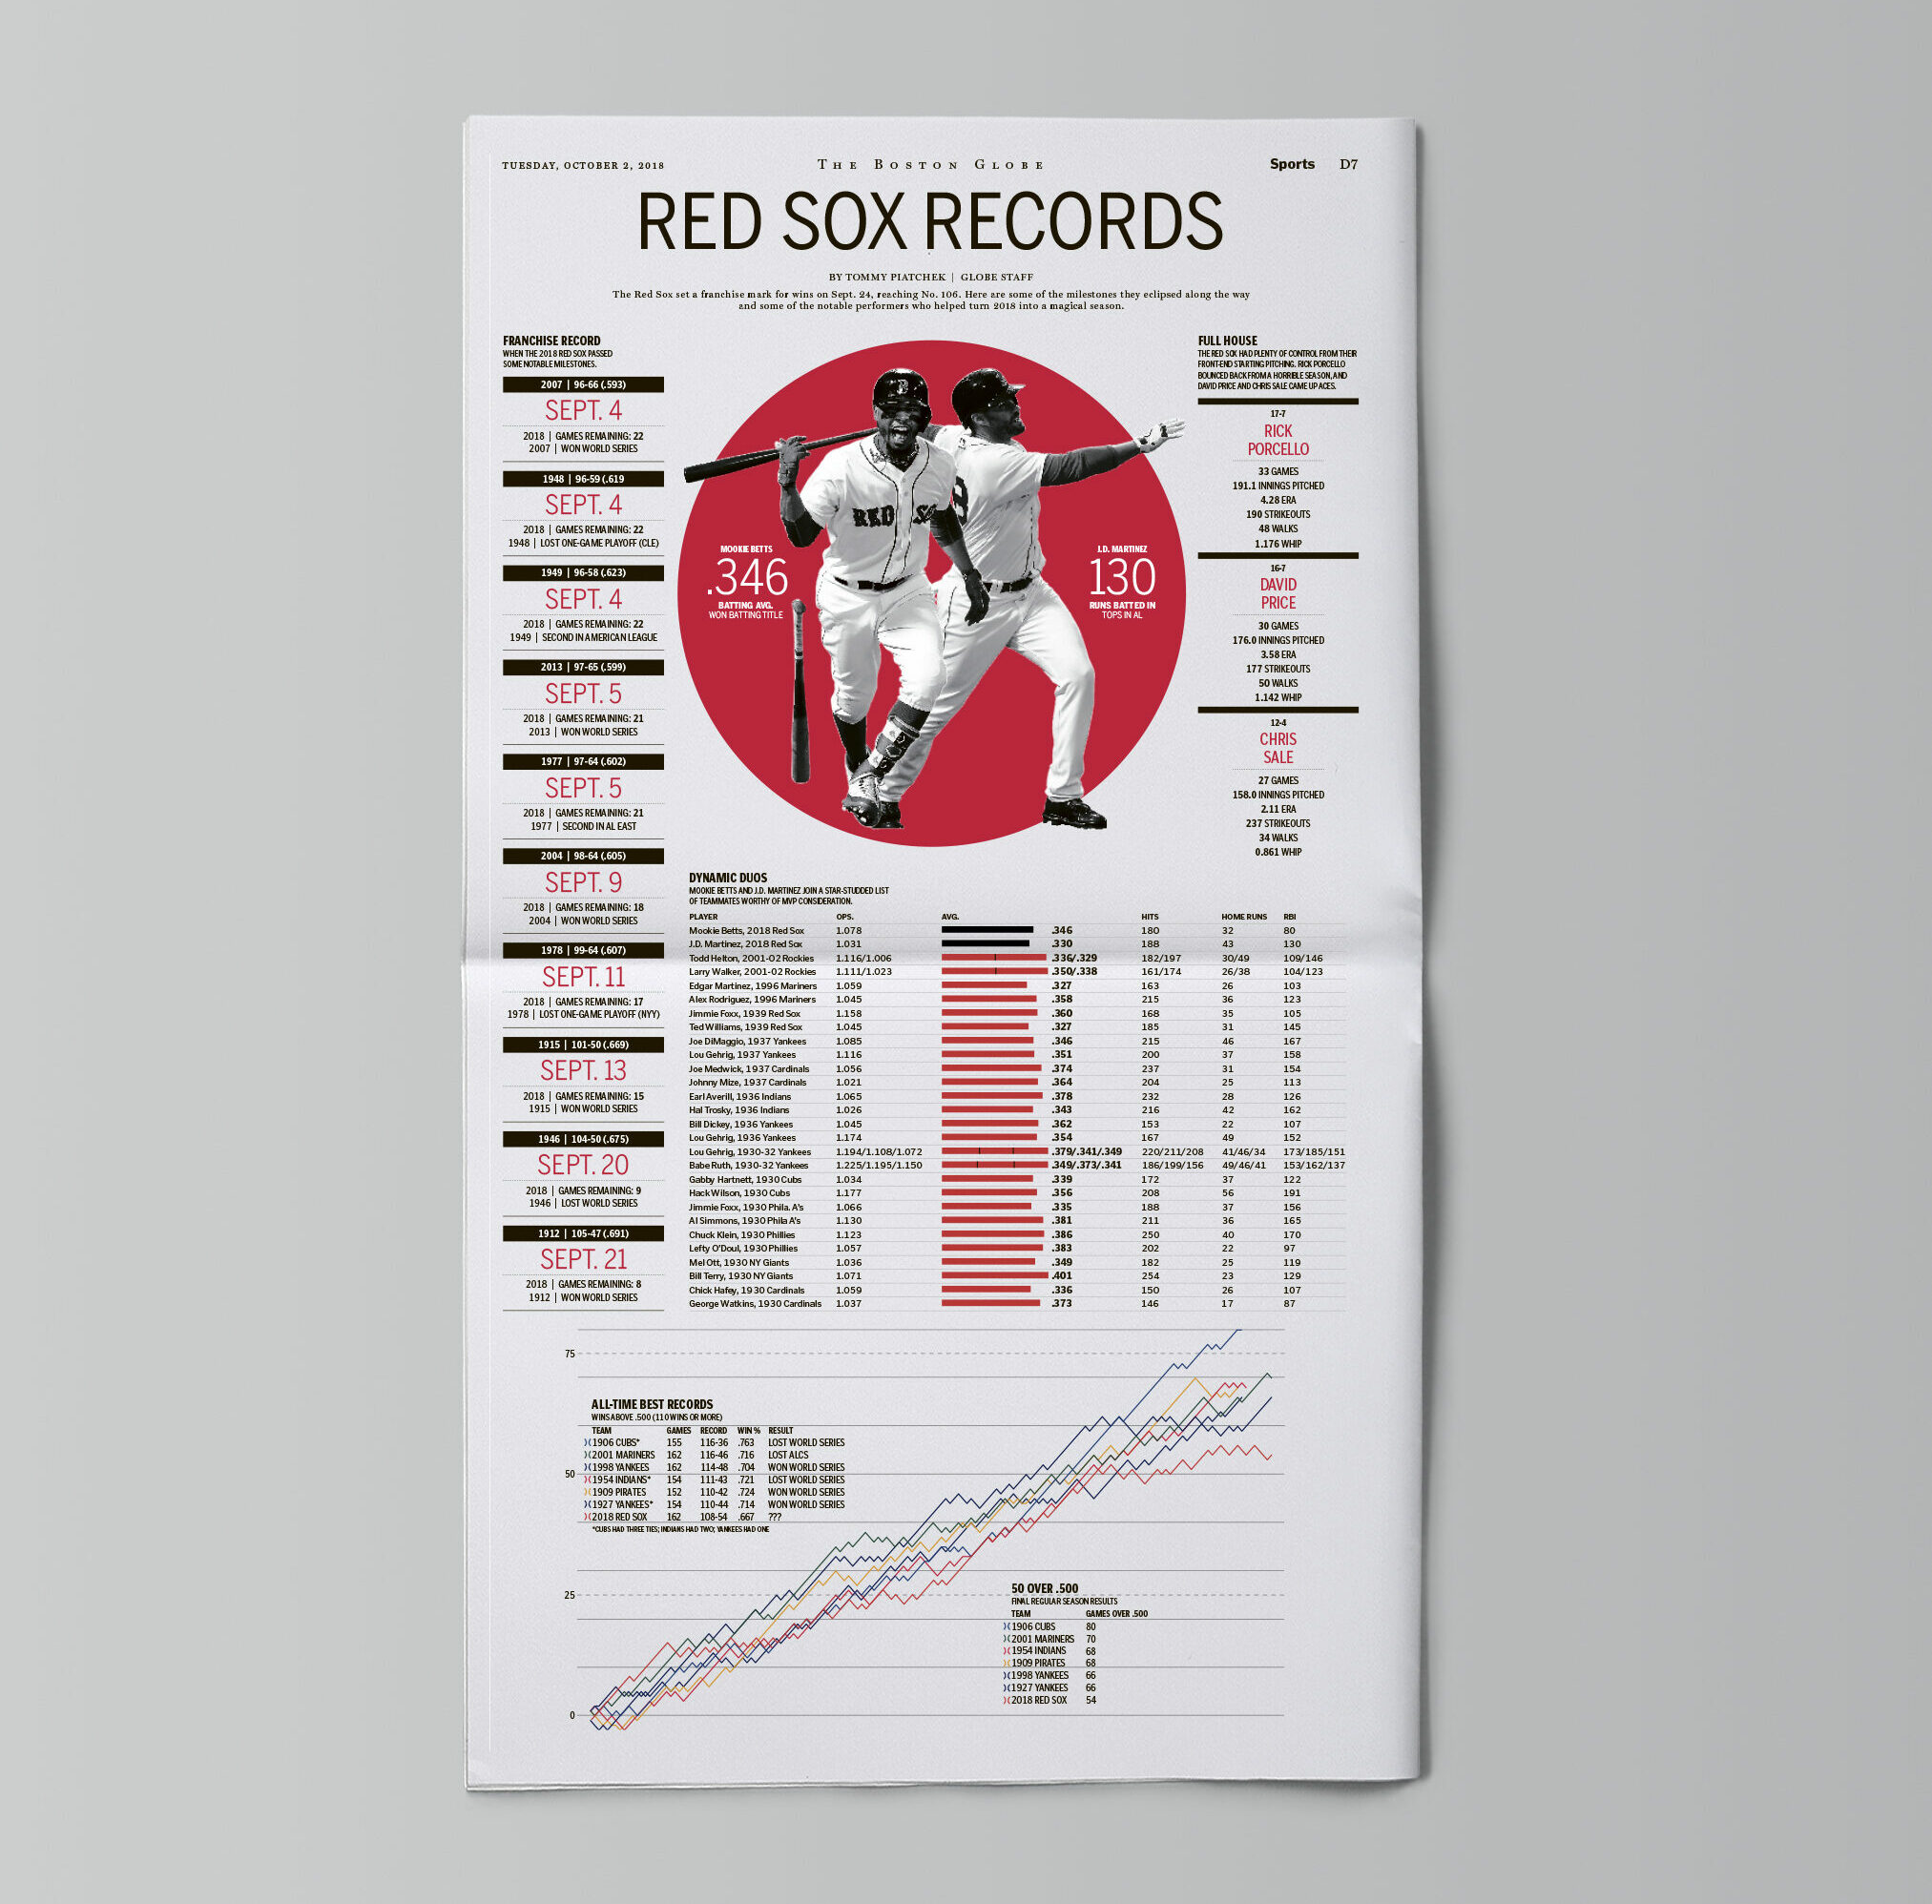 TUESDAY, OCTOBER 2, 2018
THE BOSTON GLOBE
Sports D7
RED SOX RECORDS
BY TOMMY PIATCHEK | GLOBE STAFF
The Red Sox set a franchise mark for wins on Sept. 24, reaching No. 106. Here are some of the milestones they eclipsed along the way
and some of the notable performers who helped turn 2018 into a magical season.
FRANCHISE RECORD
WHEN THE 2018 RED SOX PASSED
SOME NOTABLE MILESTONES.
2007 | 96-66 (.593)
SEPT. 4
2018 | GAMES REMAINING: 22
2007 | WON WORLD SERIES
1948 | 96-59 (.619
SEPT. 4
2018 | GAMES REMAINING: 22
1948 | LOST ONE-GAME PLAYOFF (CLE)
1949 | 96-58 (.623)
SEPT. 4
2018 | GAMES REMAINING: 22
1949 | SECOND IN AMERICAN LEAGUE
2013 | 97-65 (.599)
SEPT. 5
2018 | GAMES REMAINING: 21
2013 | WON WORLD SERIES
1977 | 97-64 (.602)
SEPT. 5
2018 | GAMES REMAINING: 21
1977 | SECOND IN AL EAST
2004 | 98-64 (.605)
SEPT. 9
2018 | GAMES REMAINING: 18
2004 | WON WORLD SERIES
1978 | 99-64 (.607)
SEPT. 11
2018 | GAMES REMAINING: 17
1978 | LOST ONE-GAME PLAYOFF (NYY)
1915 | 101-50 (.669)
SEPT. 13
2018 | GAMES REMAINING: 15
1915 | WON WORLD SERIES
1946 | 104-50 (.675)
SEPT. 20
2018 | GAMES REMAINING: 9
1946 | LOST WORLD SERIES
1912 | 105-47 (.691)
SEPT. 21
2018 | GAMES REMAINING: 8
1912 | WON WORLD SERIES
B
RED SO
MOOKIE BETTS
.346
BATTING AVG.
WON BATTING TITLE
J.D. MARTINEZ
130
RUNS BATTED IN
TOPS IN AL
FULL HOUSE
THE RED SOX HAD PLENTY OF CONTROL FROM THEIR
FRONT-END STARTING PITCHING. RICK PORCELLO
BOUNCED BACK FROM A HORRIBLE SEASON, AND
DAVID PRICE AND CHRIS SALE CAME UP ACES.
17-7
RICK
PORCELLO
33 GAMES
191.1 INNINGS PITCHED
4.28 ERA
190 STRIKEOUTS
48 WALKS
1.176 WHIP
16-7
DAVID
PRICE
30 GAMES
176.0 INNINGS PITCHED
3.58 ERA
177 STRIKEOUTS
50 WALKS
1.142 WHIP
12-4
CHRIS
SALE
27 GAMES
158.0 INNINGS PITCHED
2.11 ERA
237 STRIKEOUTS
34 WALKS
0.861 WHIP
DYNAMIC DUOS
MOOKIE BETTS AND J.D. MARTINEZ JOIN A STAR-STUDDED LIST
OF TEAMMATES WORTHY OF MVP CONSIDERATION.
PLAYER OPS. AVG. HITS HOME RUNS RBI
Mookie Betts, 2018 Red Sox 1.078 .346 180 32 80
J.D. Martinez, 2018 Red Sox 1.031 .330 188 43 130
Todd Helton, 2001-02 Rockies 1.116/1.006 .336/.329 182/197 30/49 109/146
Larry Walker, 2001-02 Rockies 1.111/1.023 .350/.338 161/174 26/38 104/123
Edgar Martinez, 1996 Mariners 1.059 .327 163 26 103
Alex Rodriguez, 1996 Mariners 1.045 .358 215 36 123
Jimmie Foxx, 1939 Red Sox 1.158 .360 168 35 105
Ted Williams, 1939 Red Sox 1.045 .327 185 31 145
Joe DiMaggio, 1937 Yankees 1.085 .346 215 46 167
Lou Gehrig, 1937 Yankees 1.116 .351 200 37 158
Joe Medwick, 1937 Cardinals 1.056 .374 237 31 154
Johnny Mize, 1937 Cardinals 1.021 .364 204 25 113
Earl Averill, 1936 Indians 1.065 .378 232 28 126
Hal Trosky, 1936 Indians 1.026 .343 216 42 162
Bill Dickey, 1936 Yankees 1.045 .362 153 22 107
Lou Gehrig, 1936 Yankees 1.174 .354 167 49 152
Lou Gehrig, 1930-32 Yankees 1.194/1.108/1.072 .379/.341/.349 220/211/208 41/46/34 173/185/151
Babe Ruth, 1930-32 Yankees 1.225/1.195/1.150 .349/.373/.341 186/199/156 49/46/41 153/162/137
Gabby Hartnett, 1930 Cubs 1.034 .339 172 37 122
Hack Wilson, 1930 Cubs 1.177 .356 208 56 191
Jimmie Foxx, 1930 Phila. A's 1.066 .335 188 37 156
Al Simmons, 1930 Phila A's 1.130 .381 211 36 165
Chuck Klein, 1930 Phillies 1.123 .386 250 40 170
Lefty O'Doul, 1930 Phillies 1.057 .383 202 22 97
Mel Ott, 1930 NY Giants 1.036 .349 182 25 119
Bill Terry, 1930 NY Giants 1.071 .401 254 23 129
Chick Hafey, 1930 Cardinals 1.059 .336 150 26 107
George Watkins, 1930 Cardinals 1.037 .373 146 17 87
75
50
25
0
ALL-TIME BEST RECORDS
WINS ABOVE .500 (110 WINS OR MORE)
TEAM GAMES RECORD WIN % RESULT
1906 CUBS* 155 116-36 .763 LOST WORLD SERIES
2001 MARINERS 162 116-46 .716 LOST ALCS
1998 YANKEES 162 114-48 .704 WON WORLD SERIES
1954 INDIANS* 154 111-43 .721 LOST WORLD SERIES
1909 PIRATES 152 110-42 .724 WON WORLD SERIES
1927 YANKEES* 154 110-44 .714 WON WORLD SERIES
2018 RED SOX 162 108-54 .667 ???
*CUBS HAD THREE TIES; INDIANS HAD TWO; YANKEES HAD ONE
50 OVER .500
FINAL REGULAR SEASON RESULTS
TEAM GAMES OVER .500
1906 CUBS 80
2001 MARINERS 70
1954 INDIANS 68
1909 PIRATES 68
1998 YANKEES 66
1927 YANKEES 66
2018 RED SOX 54